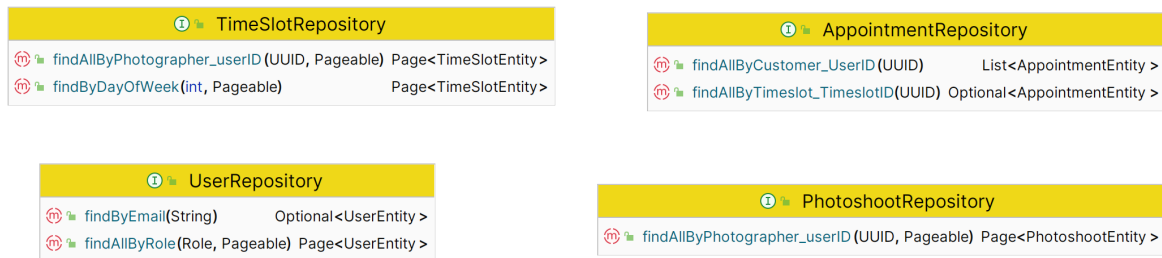 TimeSlotRepository
findAllByPhotographer_userID(UUID, Pageable) Page<TimeSlotEntity>
findByDayOfWeek(int, Pageable) Page<TimeSlotEntity>
AppointmentRepository
findAllByCustomer_UserID(UUID) List<AppointmentEntity>
findAllByTimeslot_TimeslotID(UUID) Optional<AppointmentEntity>
UserRepository
findByEmail(String) Optional<UserEntity>
findAllByRole(Role, Pageable) Page<UserEntity>
PhotoshootRepository
findAllByPhotographer_userID(UUID, Pageable) Page<PhotoshootEntity>